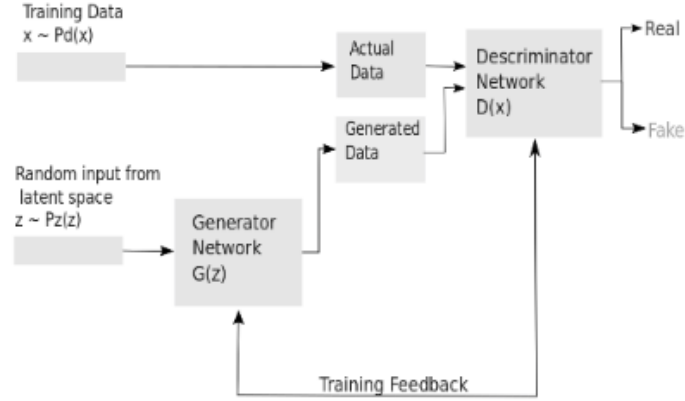 Training Data
x ~ Pd(x)
Actual
Data
Descriminator
Network
D(x)
Real
Fake
Generated
Data
Random input from
latent space
z ~ Pz(z)
Generator
Network
G(z)
Training Feedback